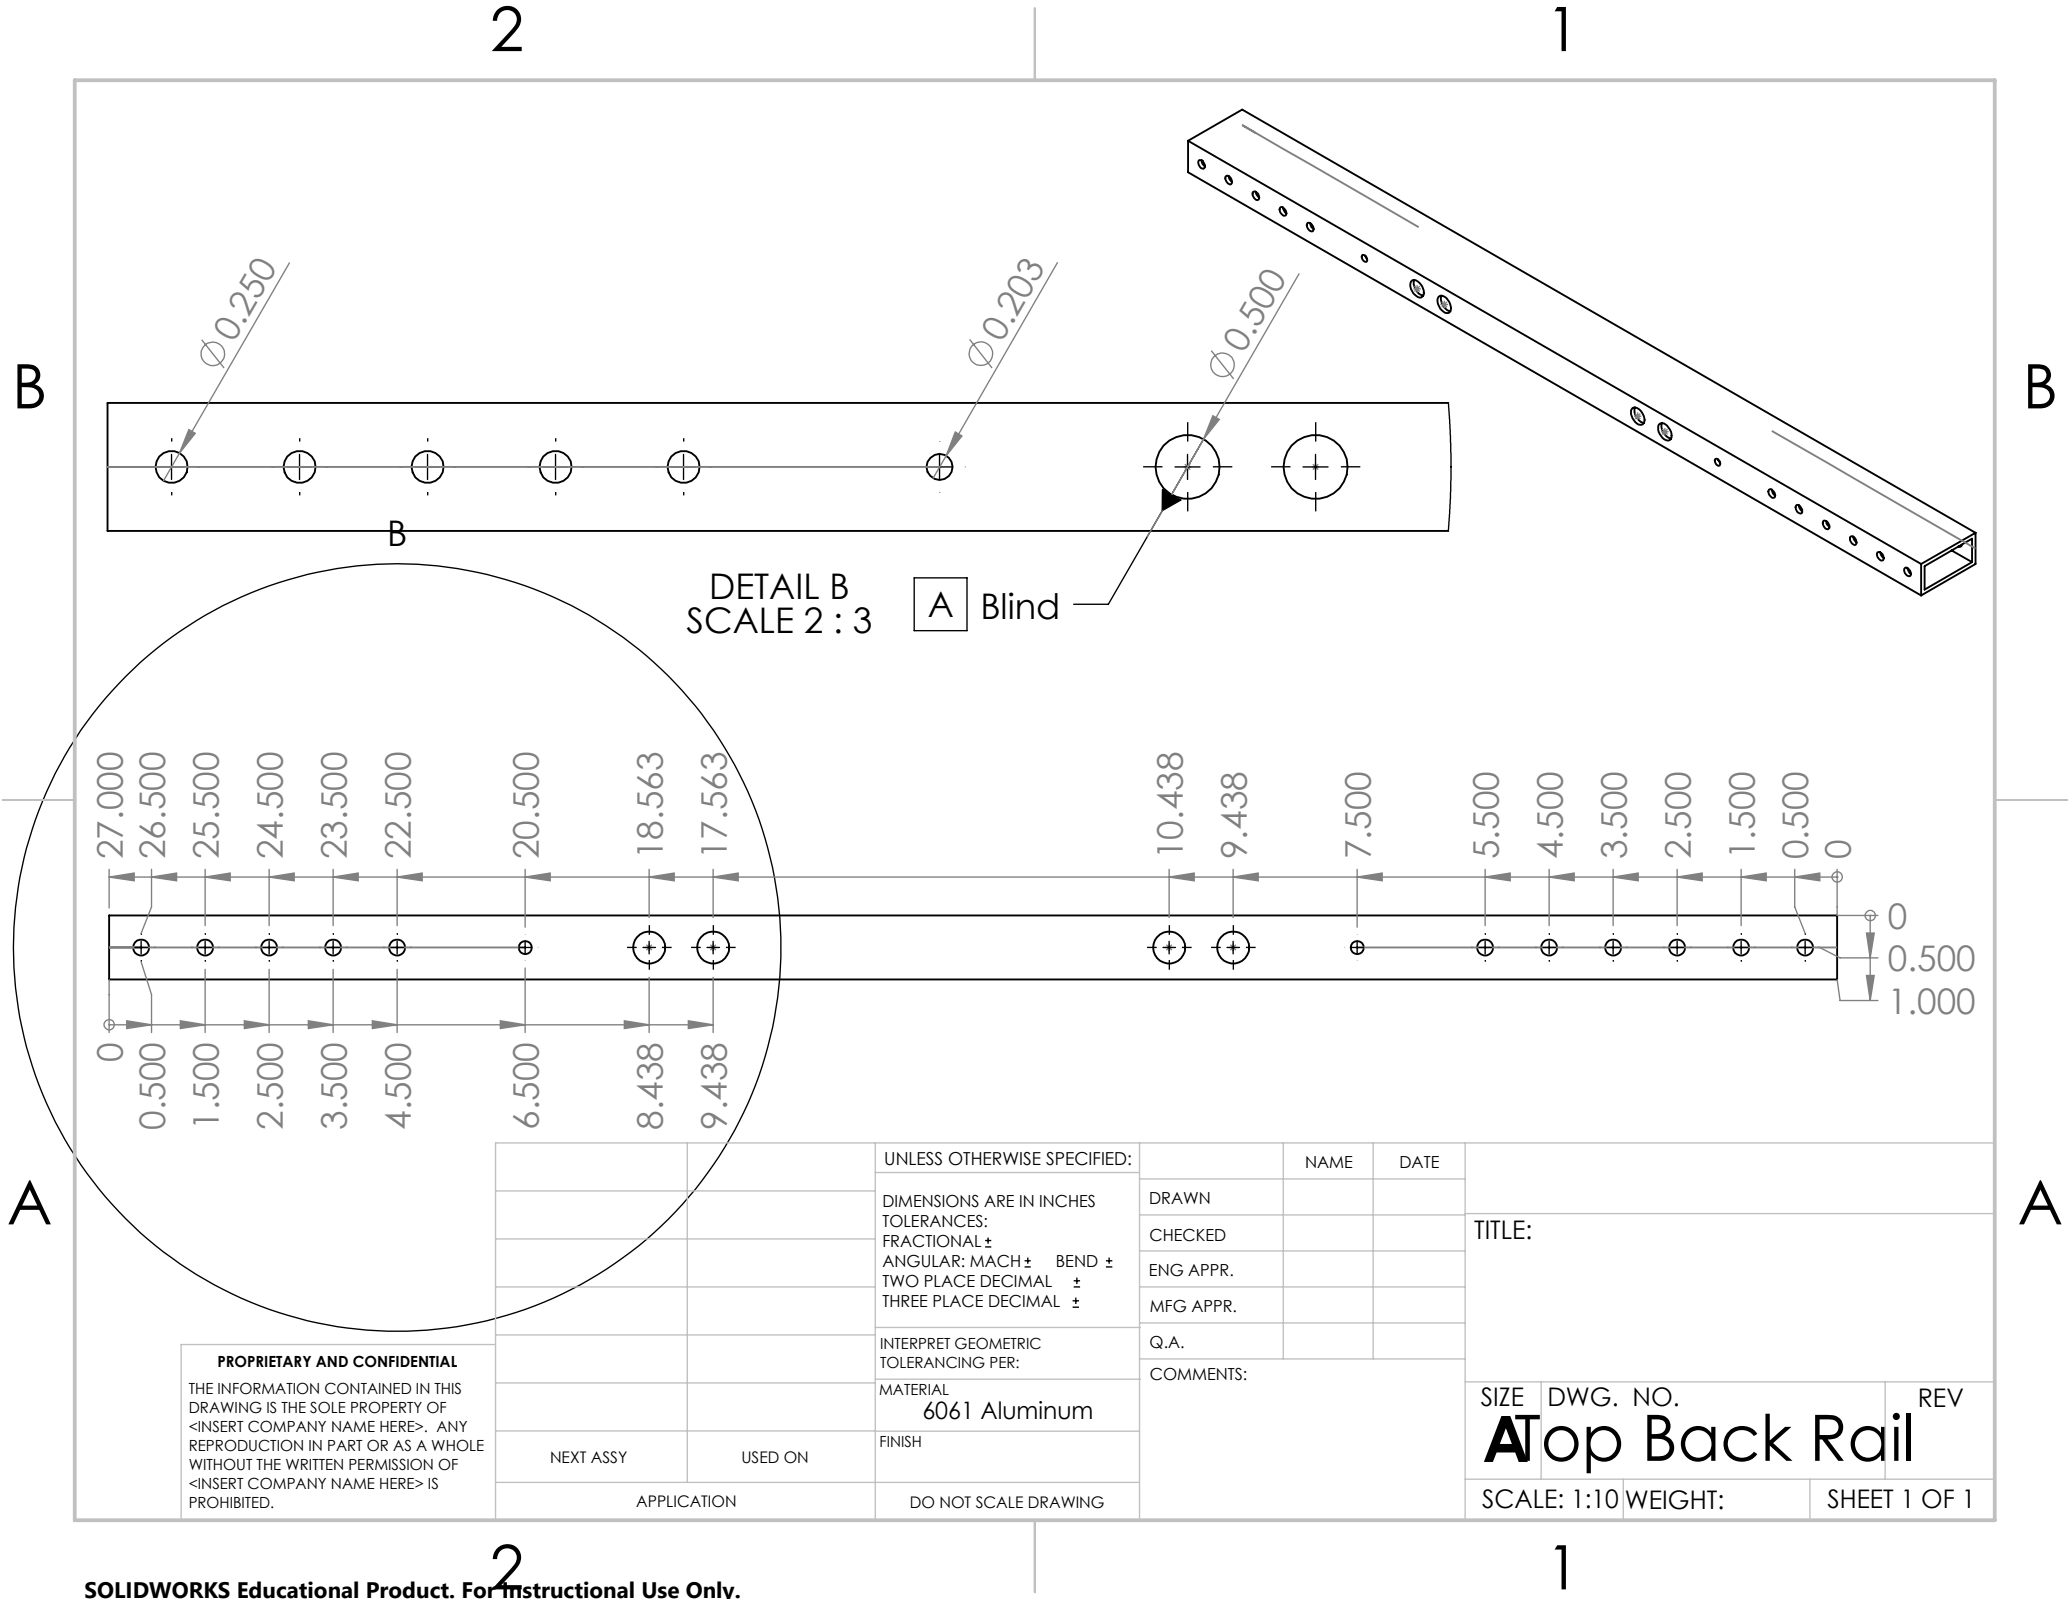 2
1
B
B
∅0.250
∅0.203
∅0.500
B
DETAIL B
SCALE 2 : 3
A Blind
27.000
26.500
25.500
24.500
23.500
22.500
20.500
18.563
17.563
10.438
9.438
7.500
5.500
4.500
3.500
2.500
1.500
0.500
0
0
0.500
1.000
0
0.500
1.500
2.500
3.500
4.500
6.500
8.438
9.438
A
A
PROPRIETARY AND CONFIDENTIAL
THE INFORMATION CONTAINED IN THIS
DRAWING IS THE SOLE PROPERTY OF
<INSERT COMPANY NAME HERE>. ANY
REPRODUCTION IN PART OR AS A WHOLE
WITHOUT THE WRITTEN PERMISSION OF
<INSERT COMPANY NAME HERE> IS
PROHIBITED.
NEXT ASSY
USED ON
APPLICATION
UNLESS OTHERWISE SPECIFIED:
DIMENSIONS ARE IN INCHES
TOLERANCES:
FRACTIONAL ±
ANGULAR: MACH ± BEND ±
TWO PLACE DECIMAL ±
THREE PLACE DECIMAL ±
INTERPRET GEOMETRIC
TOLERANCING PER:
MATERIAL
6061 Aluminum
FINISH
DO NOT SCALE DRAWING
NAME
DATE
DRAWN
CHECKED
ENG APPR.
MFG APPR.
Q.A.
COMMENTS:
TITLE:
SIZE
DWG. NO.
REV
A
Top Back Rail
SCALE: 1:10
WEIGHT:
SHEET 1 OF 1
2
1
SOLIDWORKS Educational Product. For Instructional Use Only.